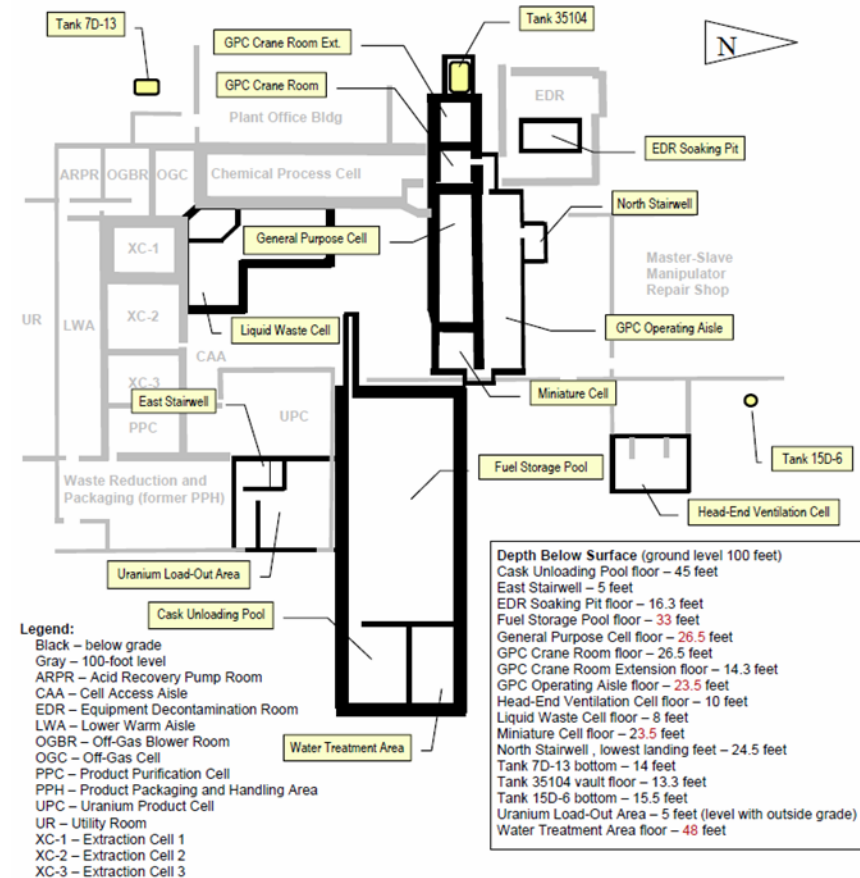 Tank 7D-13
Tank 35104
GPC Crane Room Ext.
N
GPC Crane Room
EDR
Plant Office Bldg
EDR Soaking Pit
ARPR
OGBR
OGC
Chemical Process Cell
North Stairwell
General Purpose Cell
XC-1
Master-Slave
Manipulator
Repair Shop
UR
LWA
XC-2
Liquid Waste Cell
GPC Operating Aisle
CAA
XC-3
East Stairwell
Miniature Cell
PPC
UPC
Tank 15D-6
Fuel Storage Pool
Waste Reduction and
Packaging (former PPH)
Head-End Ventilation Cell
Uranium Load-Out Area
Cask Unloading Pool
Water Treatment Area
Legend:
Black – below grade
Gray – 100-foot level
ARPR – Acid Recovery Pump Room
CAA – Cell Access Aisle
EDR – Equipment Decontamination Room
LWA – Lower Warm Aisle
OGBR – Off-Gas Blower Room
OGC – Off-Gas Cell
PPC – Product Purification Cell
PPH – Product Packaging and Handling Area
UPC – Uranium Product Cell
UR – Utility Room
XC-1 – Extraction Cell 1
XC-2 – Extraction Cell 2
XC-3 – Extraction Cell 3
Depth Below Surface (ground level 100 feet)
Cask Unloading Pool floor – 45 feet
East Stairwell – 5 feet
EDR Soaking Pit floor – 16.3 feet
Fuel Storage Pool floor – 33 feet
General Purpose Cell floor – 26.5 feet
GPC Crane Room floor – 26.5 feet
GPC Crane Room Extension floor – 14.3 feet
GPC Operating Aisle floor – 23.5 feet
Head-End Ventilation Cell floor – 10 feet
Liquid Waste Cell floor – 8 feet
Miniature Cell floor – 23.5 feet
North Stairwell , lowest landing feet – 24.5 feet
Tank 7D-13 bottom – 14 feet
Tank 35104 vault floor – 13.3 feet
Tank 15D-6 bottom – 15.5 feet
Uranium Load-Out Area – 5 feet (level with outside grade)
Water Treatment Area floor – 48 feet